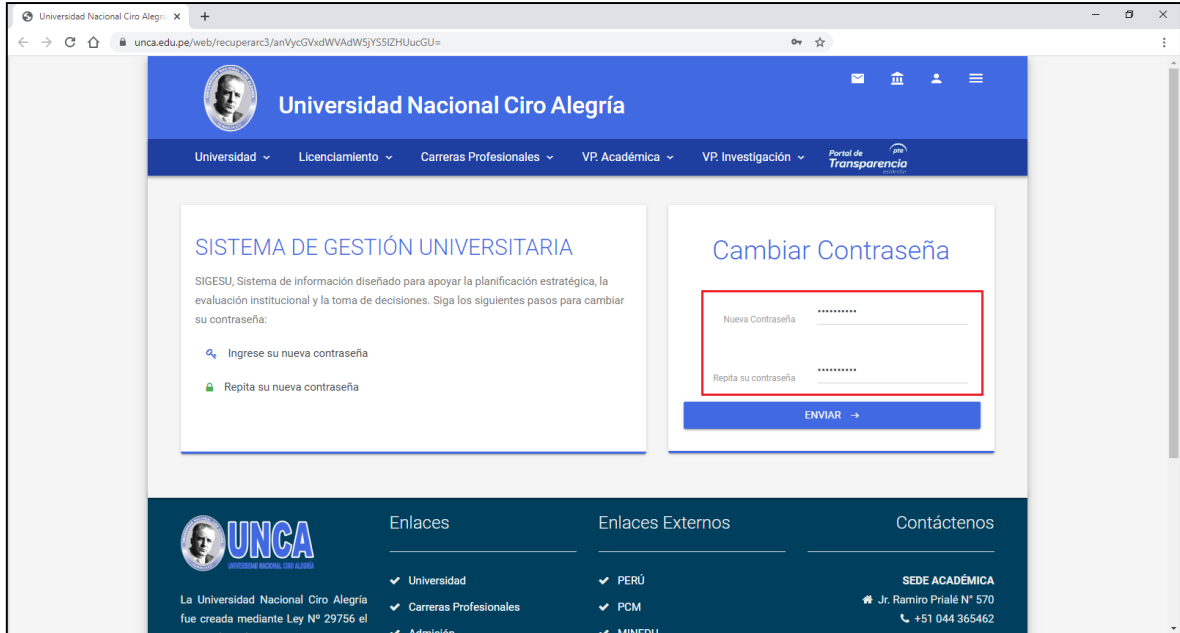 Universidad Nacional Ciro Alegrí
unca.edu.pe/web/recuperarc3/anVycGVxdWVAdW5jYS5lZHUucGU=
Universidad Nacional Ciro Alegría
Universidad
Licenciamiento
Carreras Profesionales
VP. Académica
VP. Investigación
Portal de
pte
Transparencia
estándar
SISTEMA DE GESTIÓN UNIVERSITARIA
SIGESU, Sistema de información diseñado para apoyar la planificación estratégica, la
evaluación institucional y la toma de decisiones. Siga los siguientes pasos para cambiar
su contraseña:
Ingrese su nueva contraseña
Repita su nueva contraseña
Cambiar Contraseña
Nueva Contraseña
••••••••••
Repita su contraseña
••••••••••
ENVIAR →
UNCA
UNIVERSIDAD NACIONAL CIRO ALEGRÍA
La Universidad Nacional Ciro Alegría
fue creada mediante Ley Nº 29756 el
Enlaces
Universidad
Carreras Profesionales
Admisión
Enlaces Externos
PERÚ
PCM
MINEDU
Contáctenos
SEDE ACADÉMICA
Jr. Ramiro Prialé N° 570
+51 044 365462